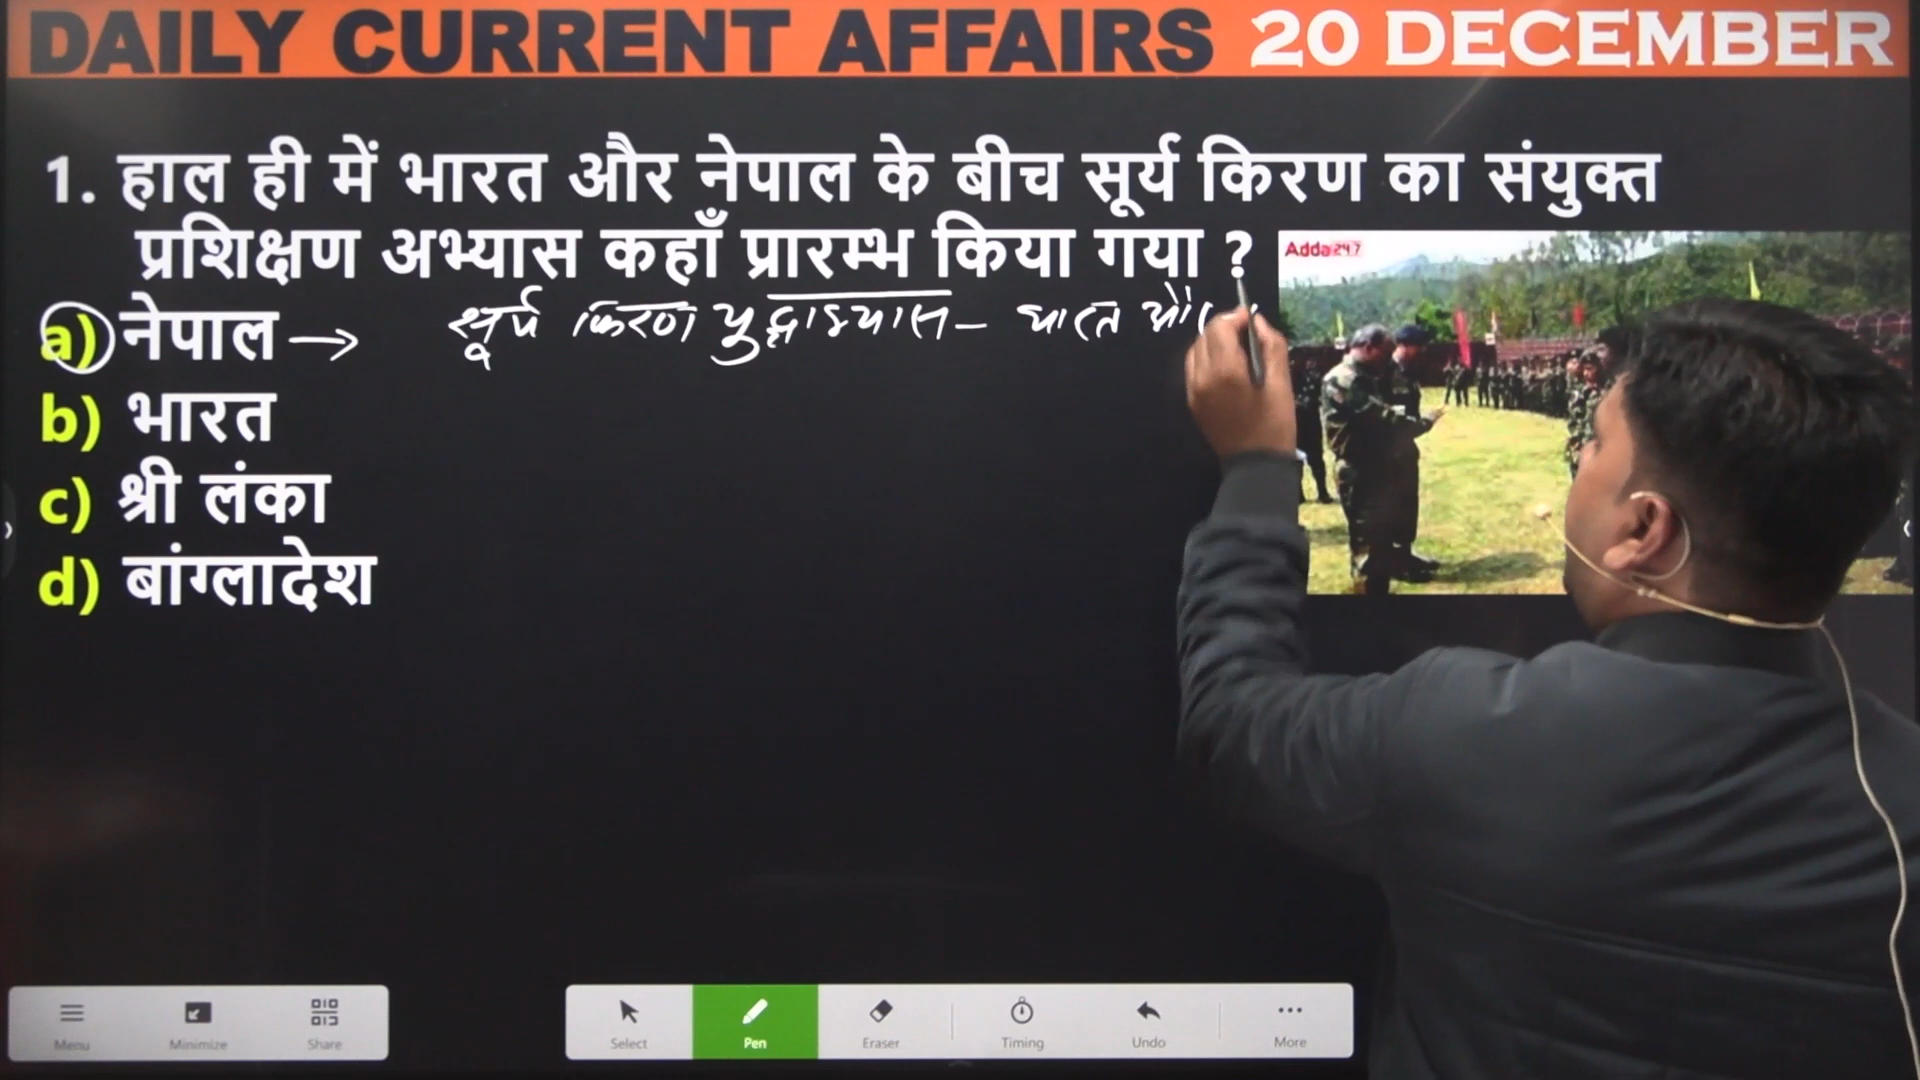 DAILY CURRENT AFFAIRS 20 DECEMBER
1. हाल ही में भारत और नेपाल के बीच सूर्य किरण का संयुक्त
प्रशिक्षण अभ्यास कहाँ प्रारम्भ किया गया ?
Adda247
a) नेपाल →
सूर्य किरण युद्धाभ्यास – भारत
b) भारत
c) श्री लंका
d) बांग्लादेश
Menu Minimize Share Select Pen Eraser Timing Undo More